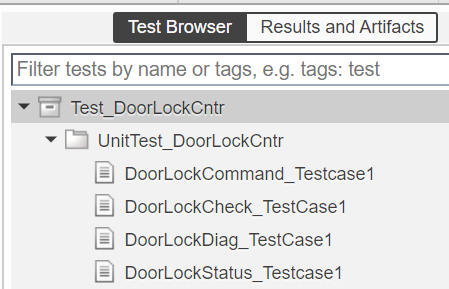 Test Browser Results and Artifacts
Filter tests by name or tags, e.g. tags: test
Test_DoorLockCntr
UnitTest_DoorLockCntr
DoorLockCommand_Testcase1
DoorLockCheck_TestCase1
DoorLockDiag_TestCase1
DoorLockStatus_Testcase1